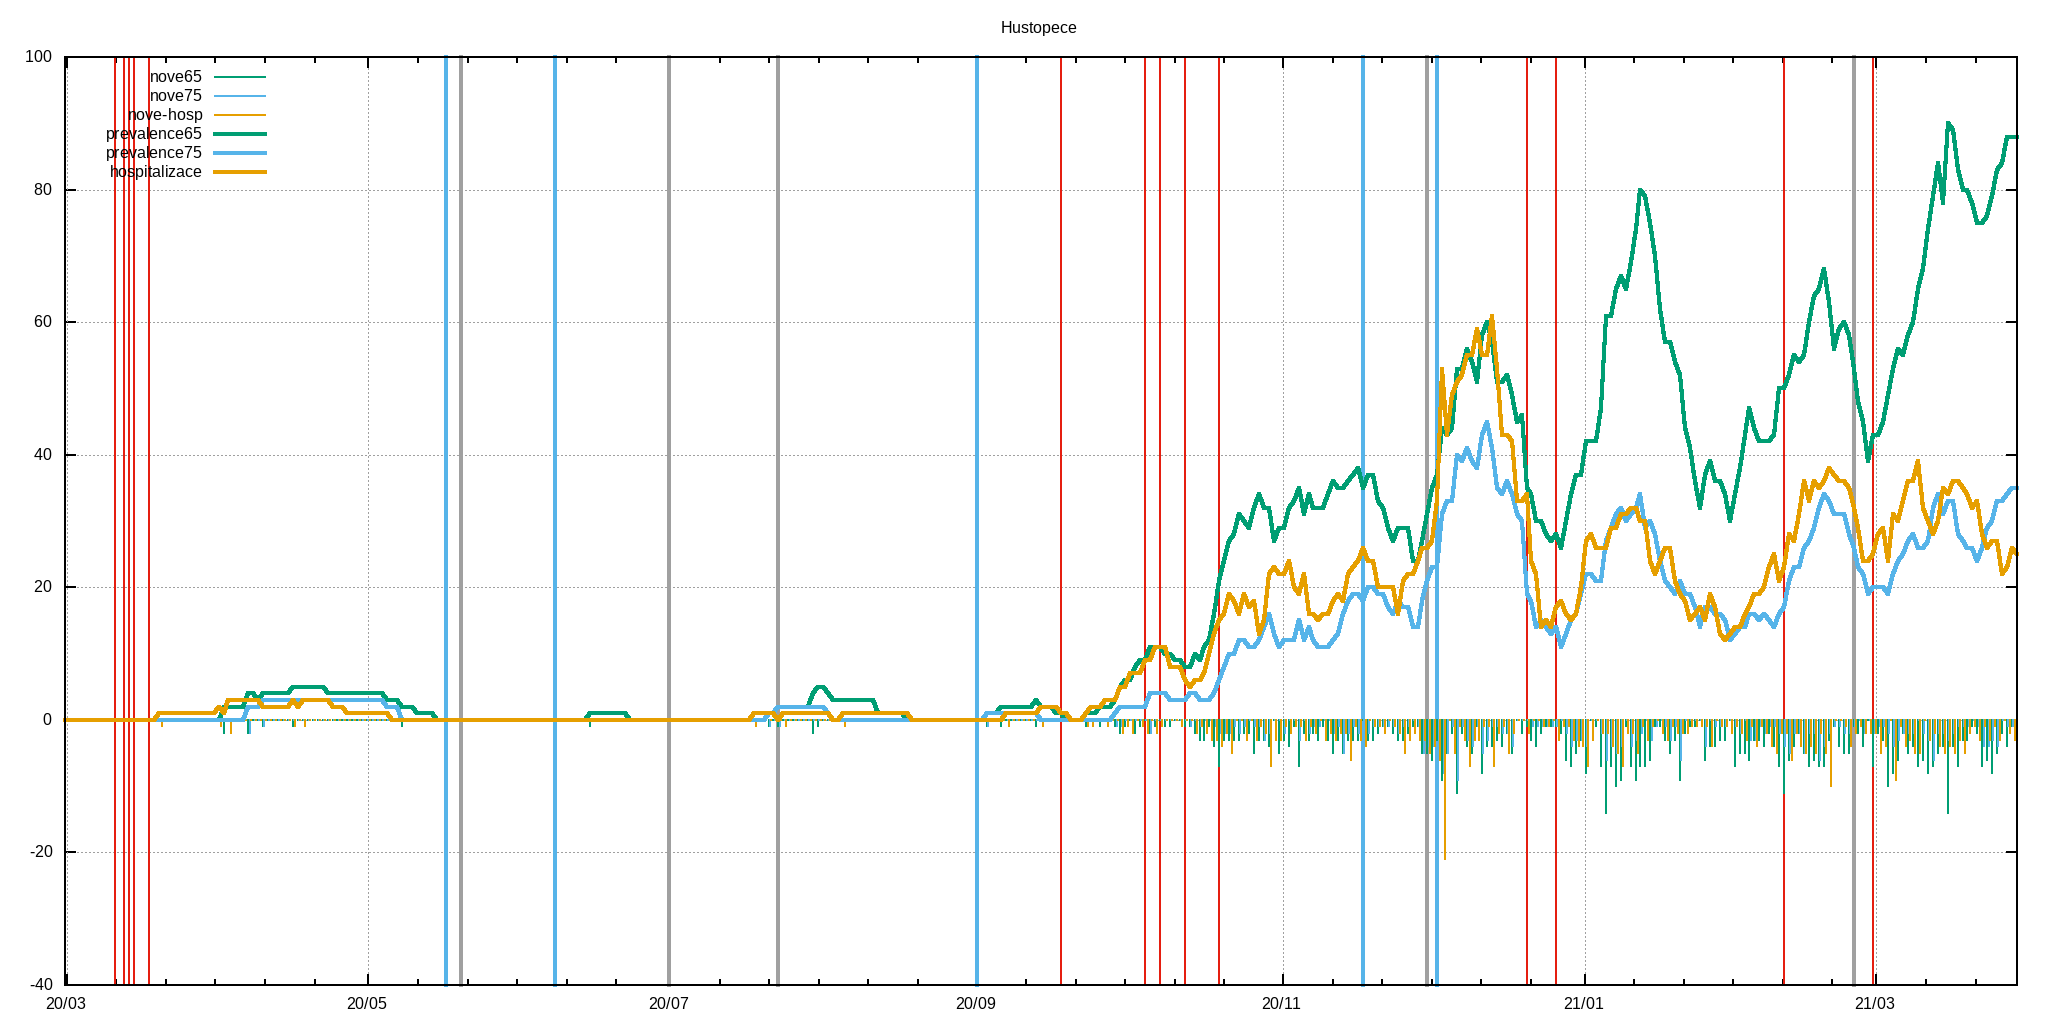 Hustopece
100
80
60
40
20
0
-20
-40
nove65
nove75
nove-hosp
prevalence65
prevalence75
hospitalizace
20/03 20/05 20/07 20/09 20/11 21/01 21/03